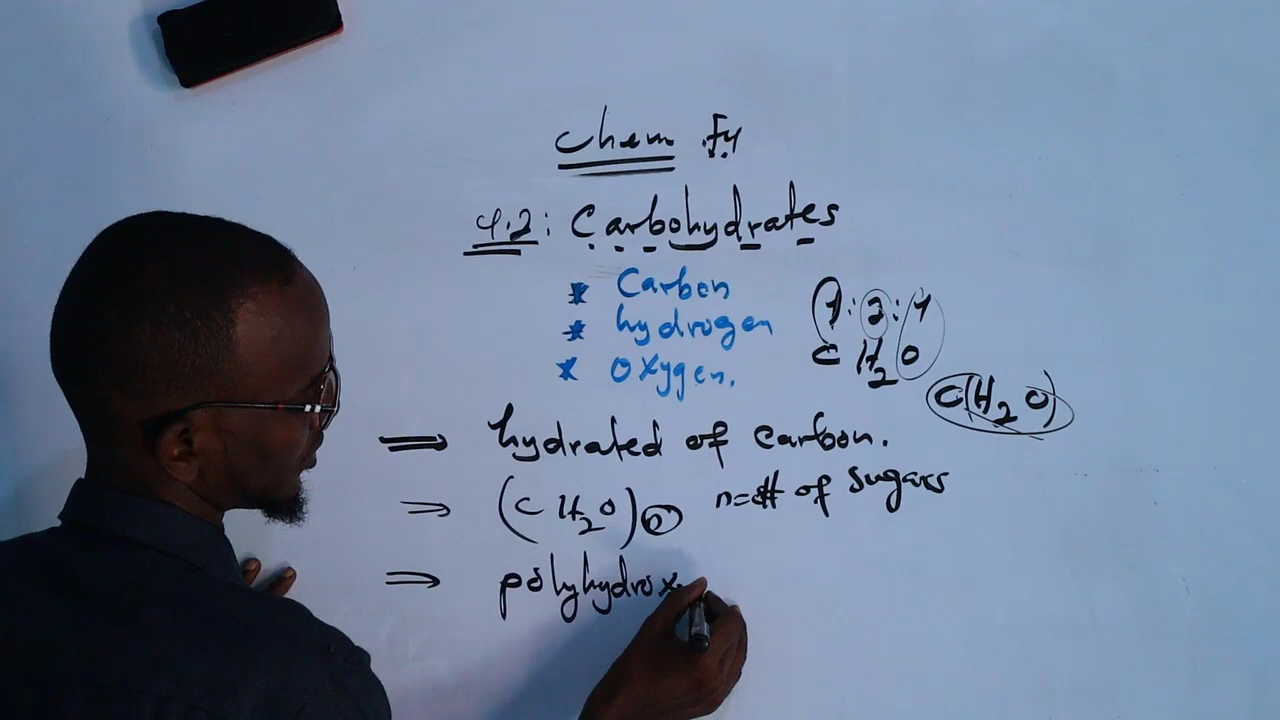 Chem F4
4.2: Carbohydrates
* Carbon
* hydrogen
* oxygen.
1:2:1
C H₂ O
C(H₂O)
⇒ hydrated of carbon.
⇒ (CH₂O)n n=# of sugars
⇒ polyhydroxy